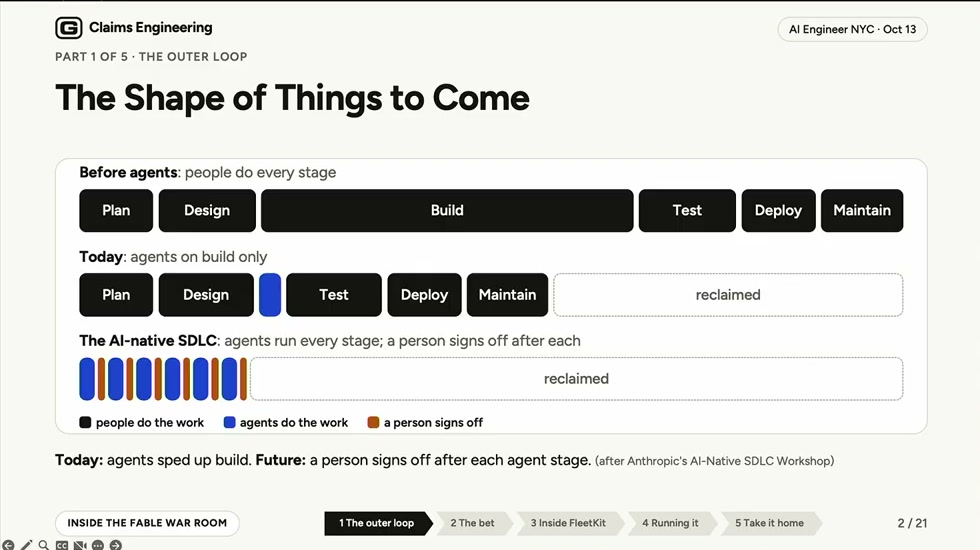 G Claims Engineering
AI Engineer NYC · Oct 13
PART 1 OF 5 · THE OUTER LOOP
The Shape of Things to Come
Before agents: people do every stage
Plan Design Build Test Deploy Maintain
Today: agents on build only
Plan Design Test Deploy Maintain reclaimed
The AI-native SDLC: agents run every stage; a person signs off after each
reclaimed
people do the work agents do the work a person signs off
Today: agents sped up build. Future: a person signs off after each agent stage. (after Anthropic's AI-Native SDLC Workshop)
INSIDE THE FABLE WAR ROOM
1 The outer loop 2 The bet 3 Inside FleetKit 4 Running it 5 Take it home
2 / 21
CC